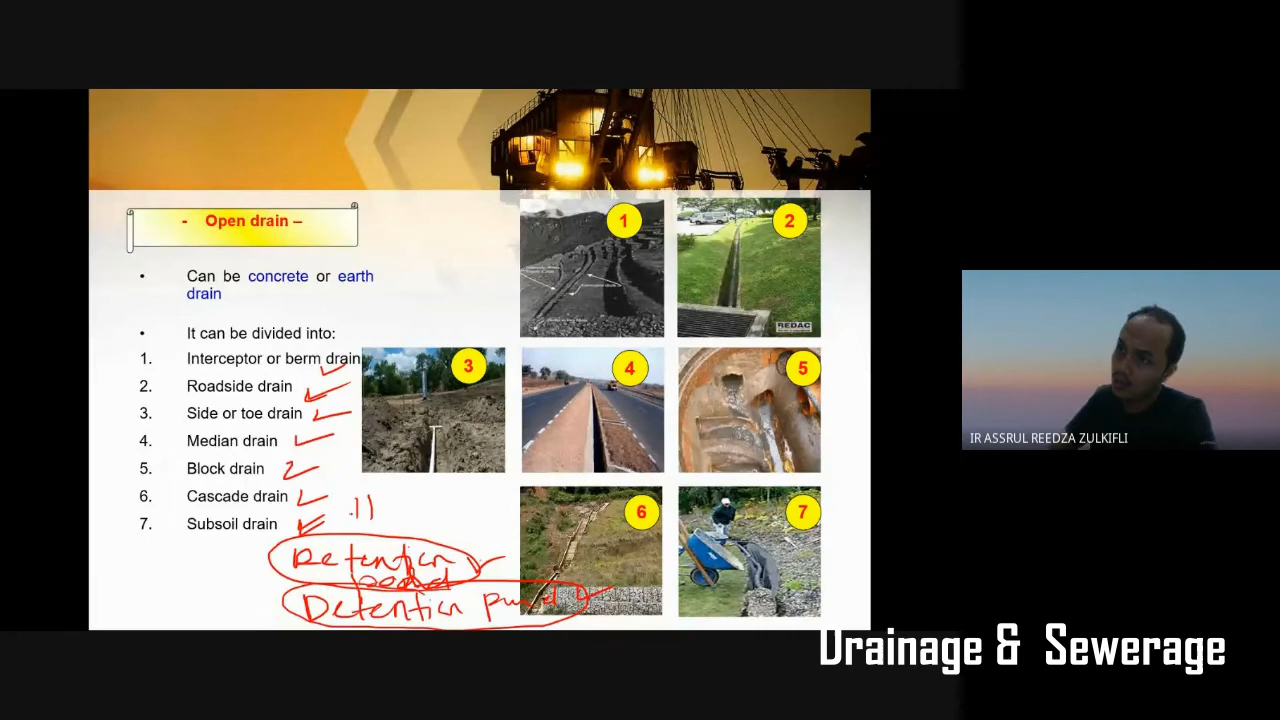 - Open drain –
• Can be concrete or earth
drain
• It can be divided into:
1. Interceptor or berm drain
2. Roadside drain
3. Side or toe drain
4. Median drain
5. Block drain
6. Cascade drain
7. Subsoil drain
Retention
Detention
1
2
REDAC
3
4
5
6
7
IR ASSRUL REEDZA ZULKIFLI
Drainage & Sewerage